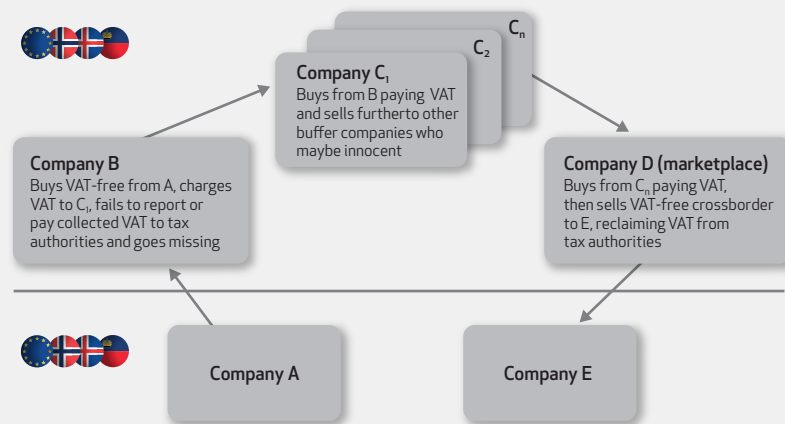 Cₙ
C₂
Company C₁
Buys from B paying VAT
and sells furtherto other
buffer companies who
maybe innocent
Company B
Buys VAT-free from A, charges
VAT to C₁, fails to report or
pay collected VAT to tax
authorities and goes missing
Company D (marketplace)
Buys from Cₙ paying VAT,
then sells VAT-free crossborder
to E, reclaiming VAT from
tax authorities
Company A
Company E